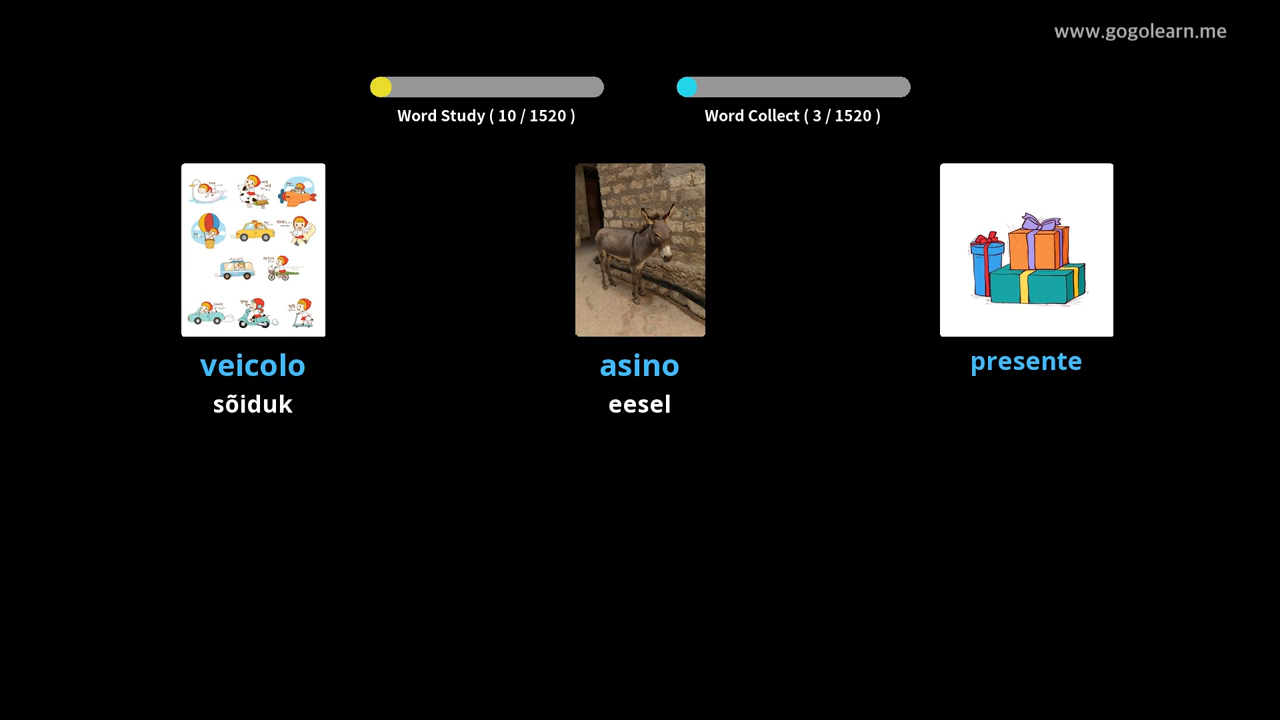 www.gogolearn.me
Word Study ( 10 / 1520 )
Word Collect ( 3 / 1520 )
veicolo
asino
presente
sõiduk
eesel